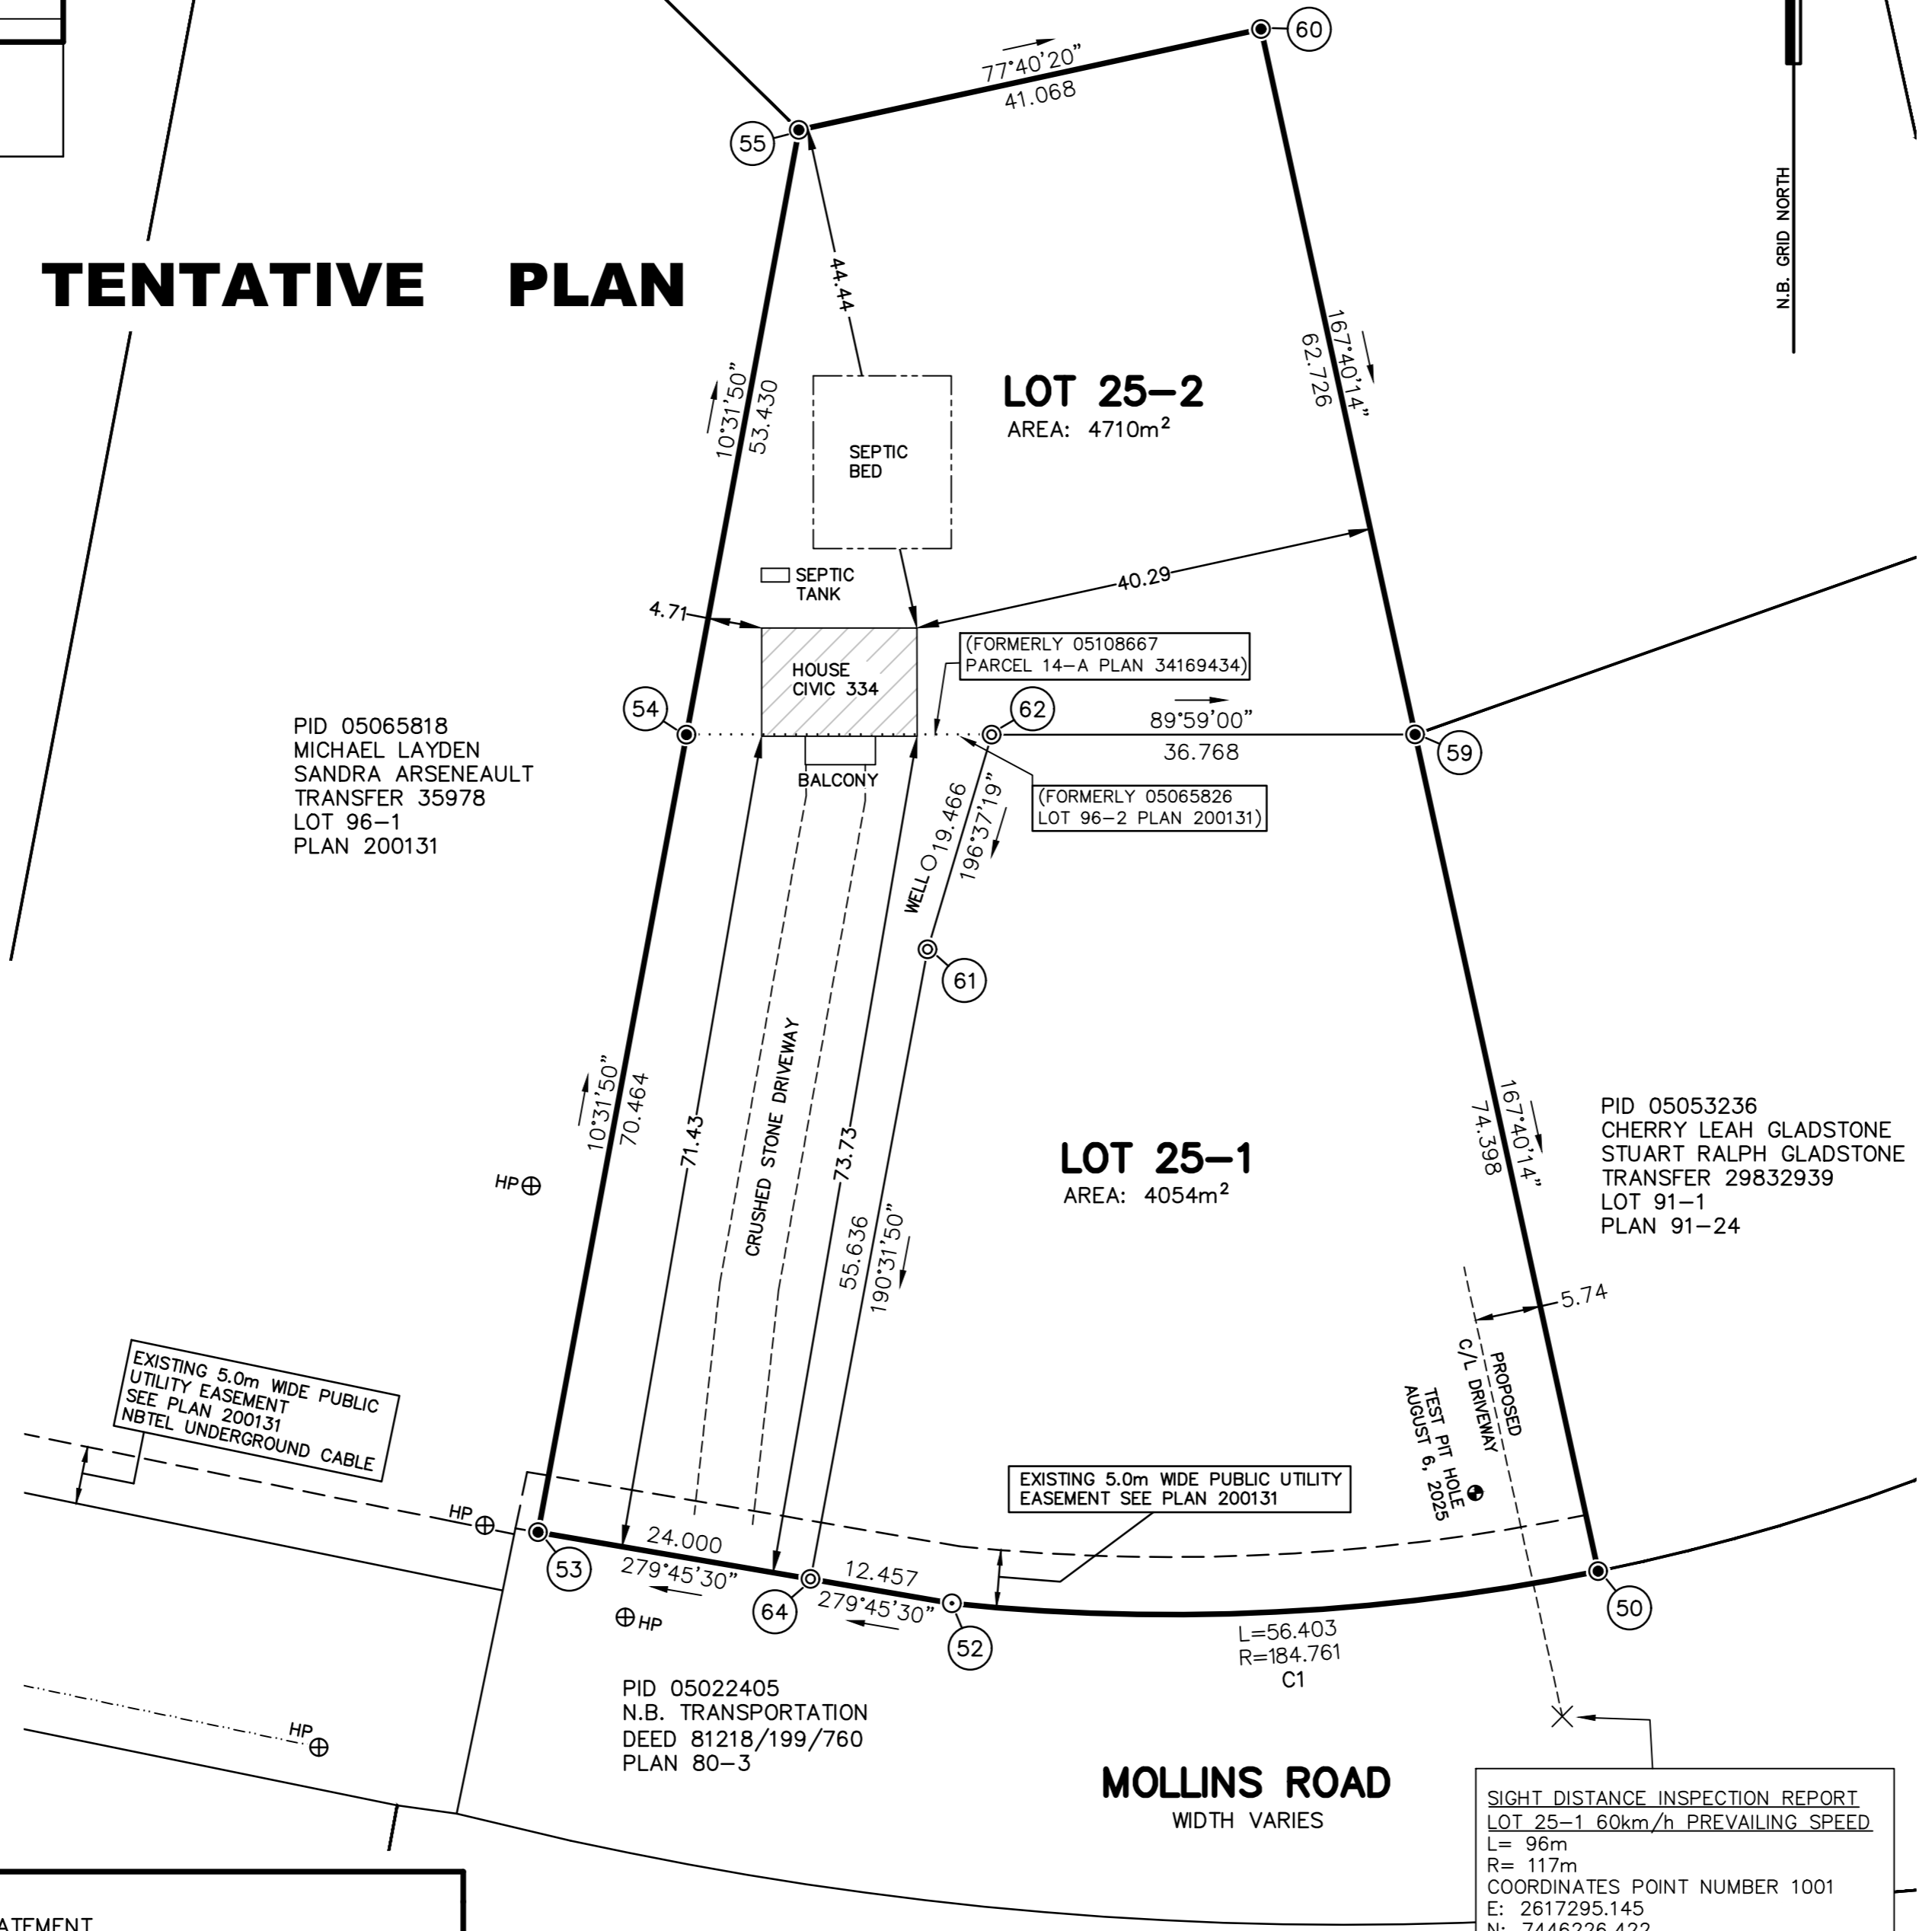 60
77°40'20"
41.068
55
N.B. GRID NORTH
TENTATIVE PLAN
44.44
167°40'14"
62.726
10°31'50"
53.430
LOT 25-2
AREA: 4710m²
SEPTIC
BED
SEPTIC
TANK
40.29
4.71
(FORMERLY 05108667
PARCEL 14-A PLAN 34169434)
HOUSE
CIVIC 334
54
62
89°59'00"
36.768
59
PID 05065818
MICHAEL LAYDEN
SANDRA ARSENEAULT
TRANSFER 35978
LOT 96-1
PLAN 200131
BALCONY
(FORMERLY 05065826
LOT 96-2 PLAN 200131)
19.466
196°37'19"
WELL
61
CRUSHED STONE DRIVEWAY
10°31'50"
70.464
71.43
73.73
55.636
190°31'50"
LOT 25-1
AREA: 4054m²
167°40'14"
74.398
PID 05053236
CHERRY LEAH GLADSTONE
STUART RALPH GLADSTONE
TRANSFER 29832939
LOT 91-1
PLAN 91-24
HP
5.74
PROPOSED
C/L DRIVEWAY
TEST PIT HOLE
AUGUST 6, 2025
EXISTING 5.0m WIDE PUBLIC
UTILITY EASEMENT
SEE PLAN 200131
NBTEL UNDERGROUND CABLE
EXISTING 5.0m WIDE PUBLIC UTILITY
EASEMENT SEE PLAN 200131
HP
53
24.000
279°45'30"
64
12.457
279°45'30"
52
50
HP
L=56.403
R=184.761
C1
PID 05022405
N.B. TRANSPORTATION
DEED 81218/199/760
PLAN 80-3
HP
MOLLINS ROAD
WIDTH VARIES
SIGHT DISTANCE INSPECTION REPORT
LOT 25-1 60km/h PREVAILING SPEED
L= 96m
R= 117m
COORDINATES POINT NUMBER 1001
E: 2617295.145
N: 7446226.422
ATEMENT